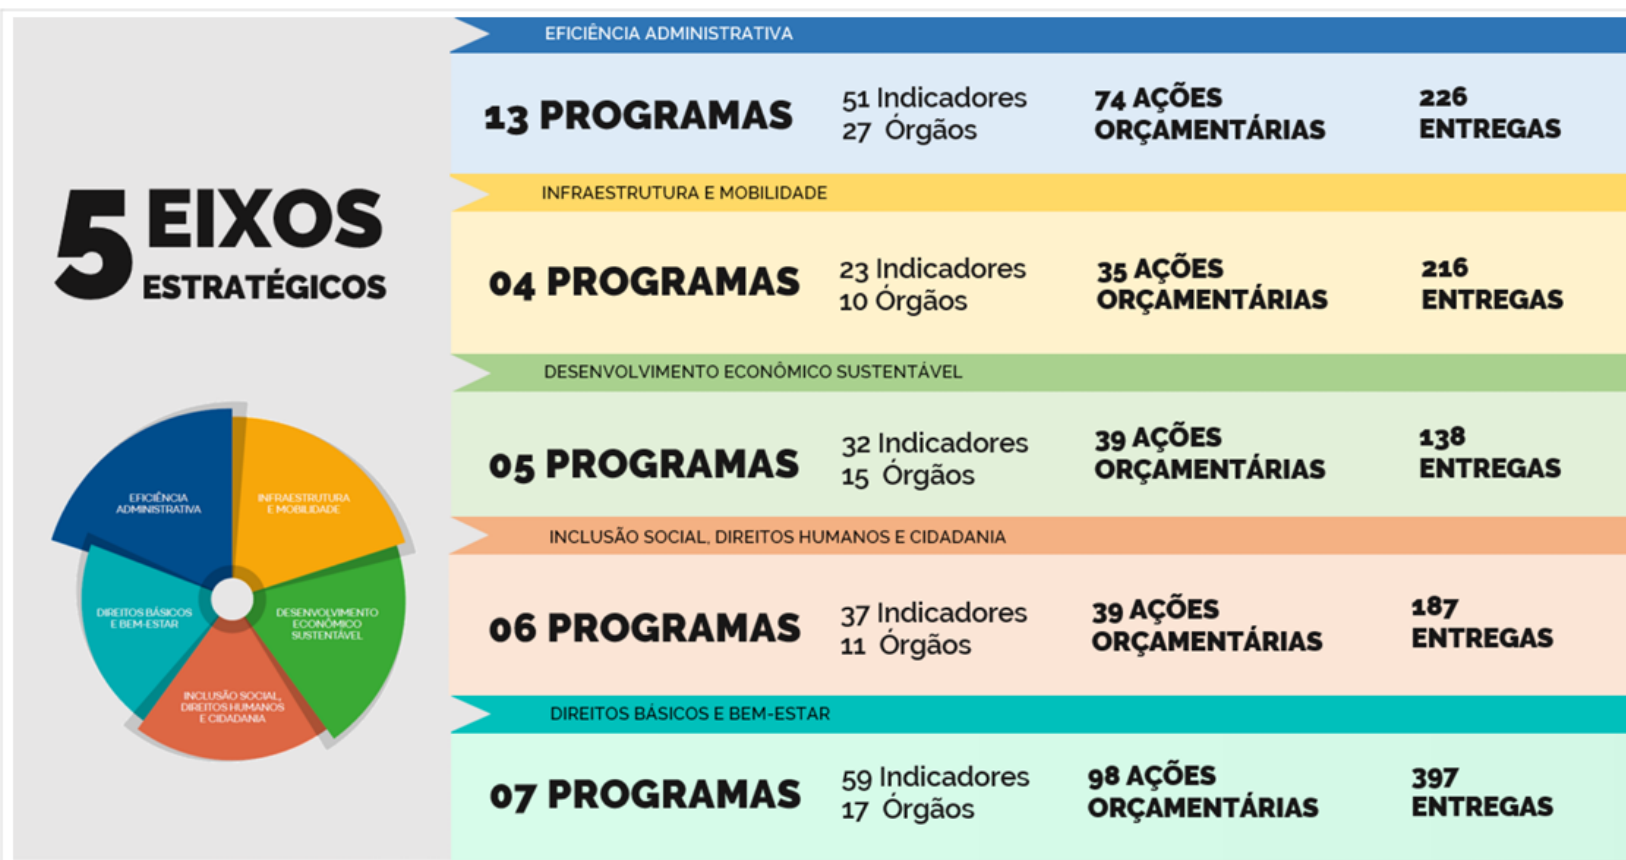 5 EIXOS
ESTRATÉGICOS
EFICIÊNCIA
ADMINISTRATIVA
INFRAESTRUTURA
E MOBILIDADE
DIREITOS BÁSICOS
E BEM-ESTAR
DESENVOLVIMENTO
ECONÔMICO
SUSTENTÁVEL
INCLUSÃO SOCIAL,
DIREITOS HUMANOS
E CIDADANIA
EFICIÊNCIA ADMINISTRATIVA
13 PROGRAMAS
51 Indicadores
27 Órgãos
74 AÇÕES
ORÇAMENTÁRIAS
226
ENTREGAS
INFRAESTRUTURA E MOBILIDADE
04 PROGRAMAS
23 Indicadores
10 Órgãos
35 AÇÕES
ORÇAMENTÁRIAS
216
ENTREGAS
DESENVOLVIMENTO ECONÔMICO SUSTENTÁVEL
05 PROGRAMAS
32 Indicadores
15 Órgãos
39 AÇÕES
ORÇAMENTÁRIAS
138
ENTREGAS
INCLUSÃO SOCIAL, DIREITOS HUMANOS E CIDADANIA
06 PROGRAMAS
37 Indicadores
11 Órgãos
39 AÇÕES
ORÇAMENTÁRIAS
187
ENTREGAS
DIREITOS BÁSICOS E BEM-ESTAR
07 PROGRAMAS
59 Indicadores
17 Órgãos
98 AÇÕES
ORÇAMENTÁRIAS
397
ENTREGAS